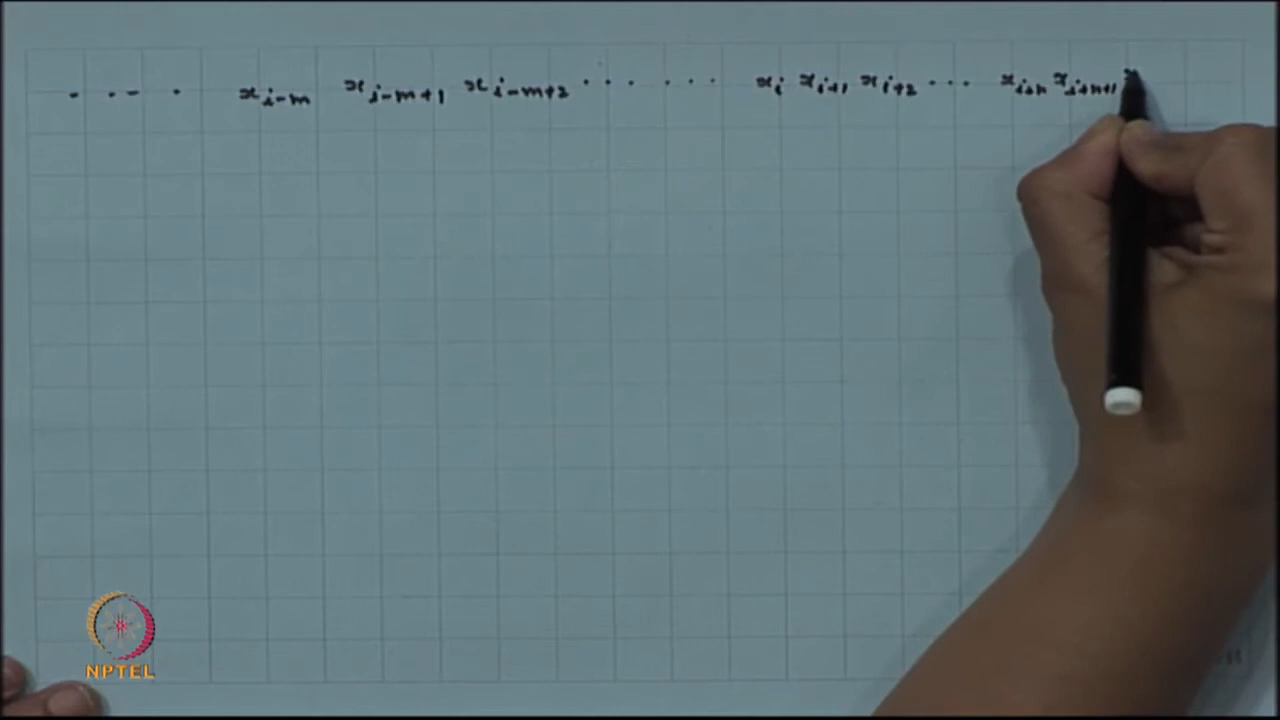 - . - . x_{i-m} x_{i-m+1} x_{i-m+2} ... ... x_i x_{i+1} x_{i+2} ... x_{i+n} x_{i+n+1} x
NPTEL